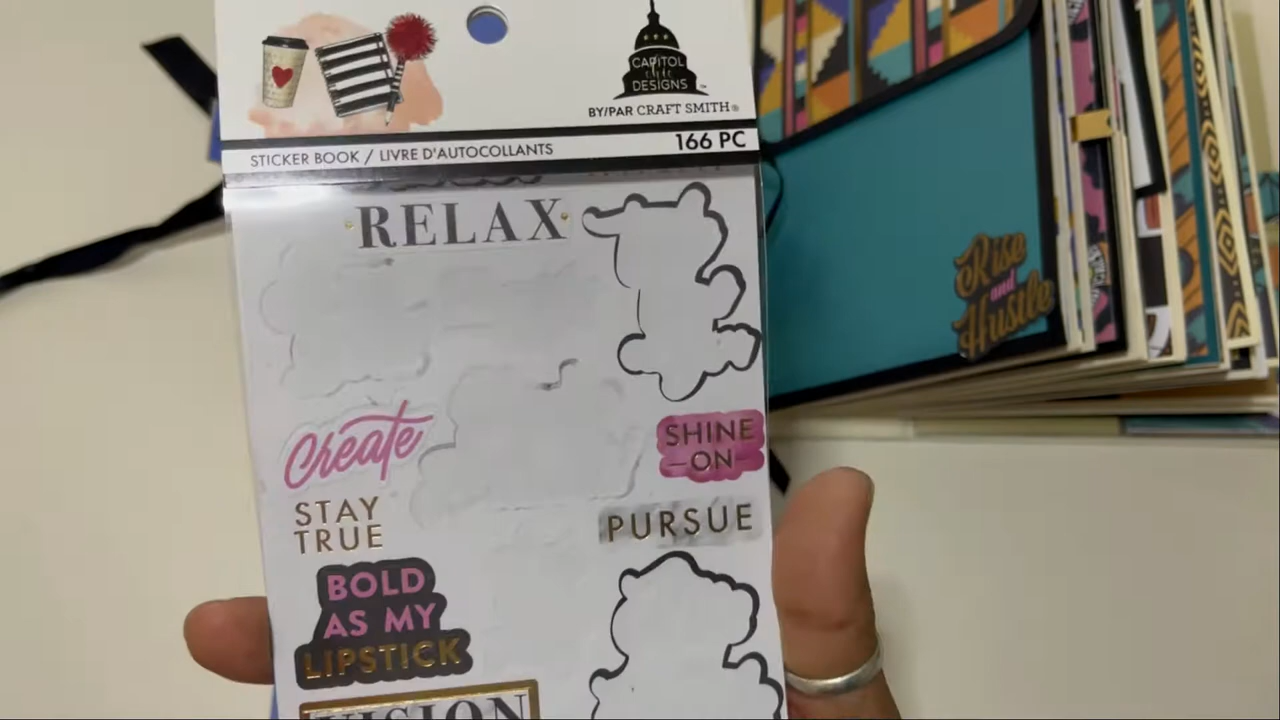 CAPITOL
DESIGNS
BY/PAR CRAFT SMITH®
STICKER BOOK / LIVRE D'AUTOCOLLANTS
166 PC
RELAX
Create
SHINE
-ON-
STAY
TRUE
PURSUE
BOLD
AS MY
LIPSTICK
VISION
Rise
and
Hustle